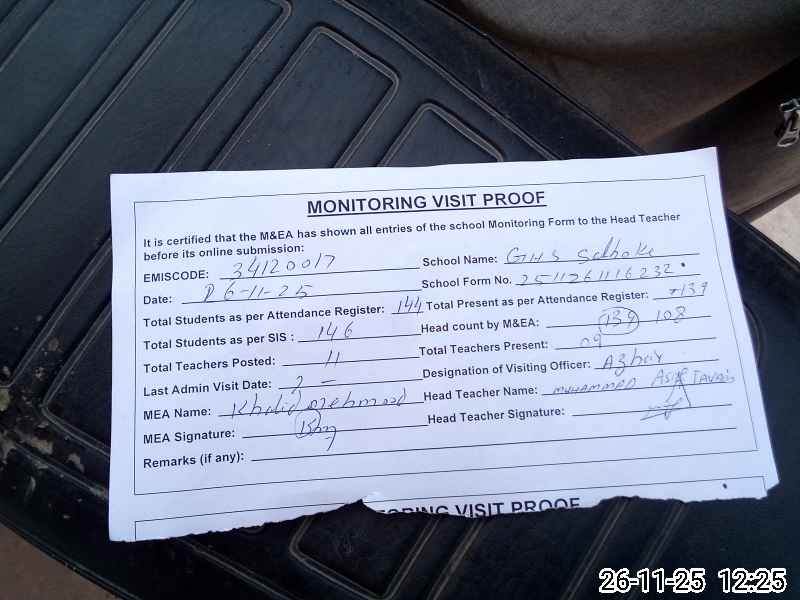 MONITORING VISIT PROOF
It is certified that the M&EA has shown all entries of the school Monitoring Form to the Head Teacher
before its online submission:
EMISCODE: 34120017 School Name: GHS
Date: 26-11-25 School Form No. 2511261116232
Total Students as per Attendance Register: 144 Total Present as per Attendance Register: 139
Total Students as per SIS : 146 Head count by M&EA: 139 108
Total Teachers Posted: 11 Total Teachers Present: 09
Last Admin Visit Date: Designation of Visiting Officer:
MEA Name: Khalid Mehmood Head Teacher Name: MUHAMMAD ASIF
MEA Signature: Head Teacher Signature:
Remarks (if any):
MONITORING VISIT PROOF
26-11-25 12:25